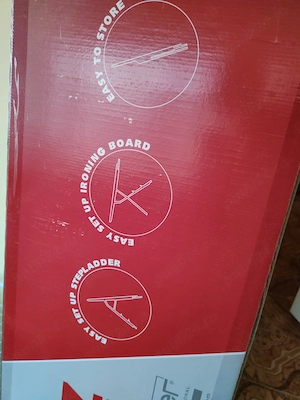 EASY TO STORE
EASY SET UP IRONING BOARD
EASY SET UP STEPLADDER